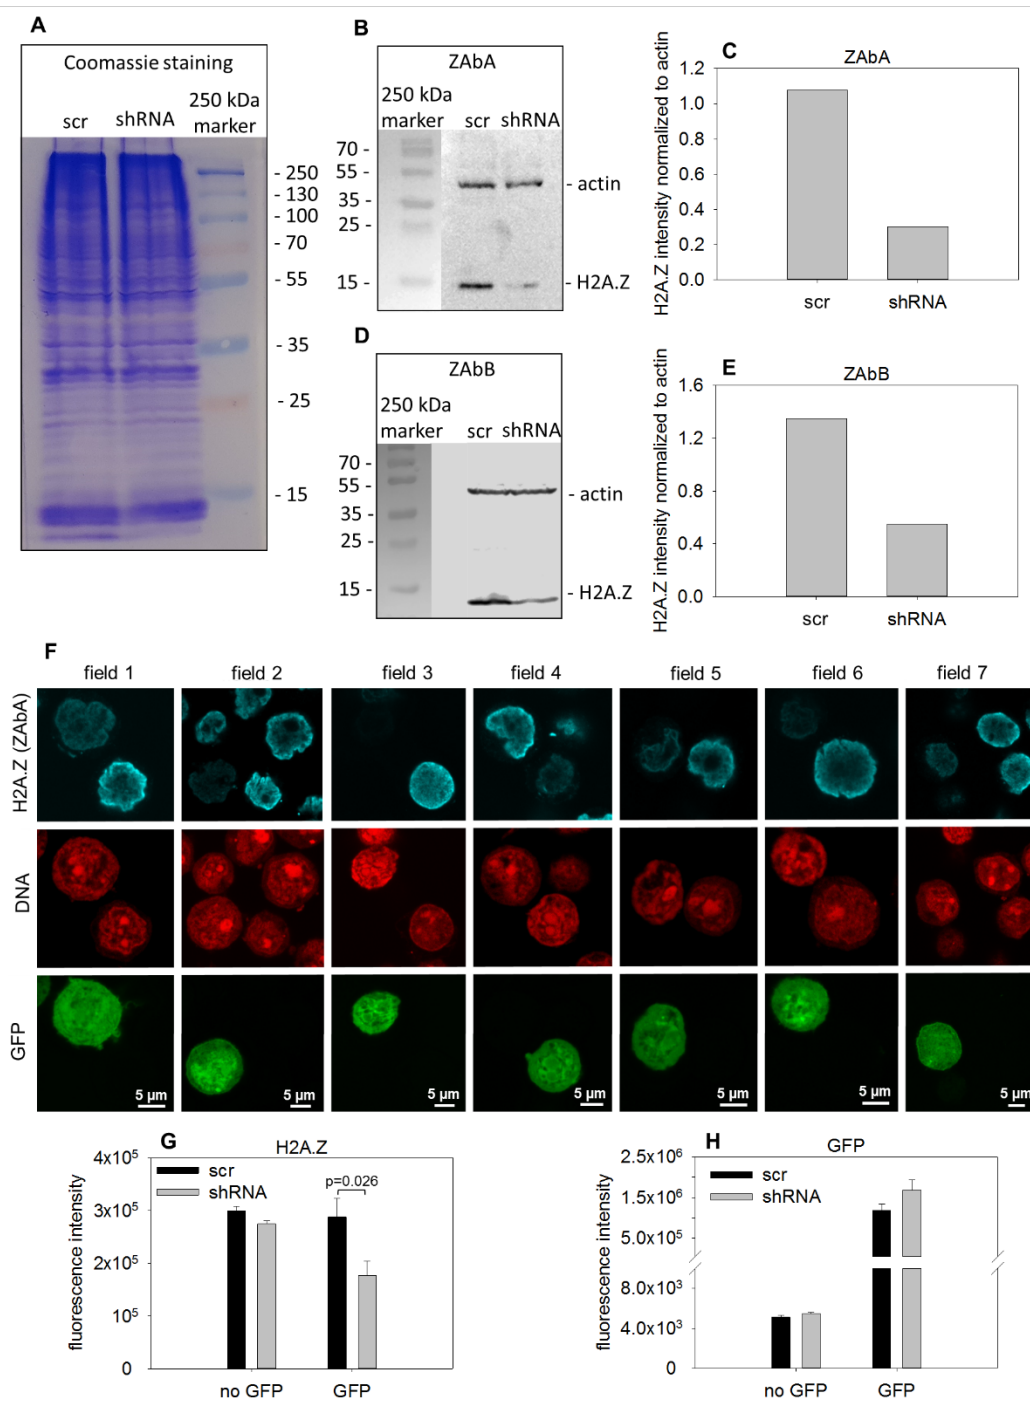 A
Coomassie staining
scr shRNA 250 kDa
marker
- 250
- 130
- 100
- 70
- 55
- 35
- 25
- 15
B
ZAbA
250 kDa
marker scr shRNA
70 -
55 -
35 -
25 -
15 -
- actin
- H2A.Z
C
ZAbA
H2A.Z intensity normalized to actin
1.2
1.0
0.8
0.6
0.4
0.2
0.0
scr shRNA
D
ZAbB
250 kDa
marker scr shRNA
70 -
55 -
35 -
25 -
15 -
- actin
- H2A.Z
E
ZAbB
H2A.Z intensity normalized to actin
1.6
1.2
0.8
0.4
0.0
scr shRNA
F
field 1 field 2 field 3 field 4 field 5 field 6 field 7
H2A.Z (ZAbA)
DNA
GFP
5 µm 5 µm 5 µm 5 µm 5 µm 5 µm 5 µm
G
H2A.Z
fluorescence intensity
4x10⁵
3x10⁵
2x10⁵
10⁵
0
scr
shRNA
p=0.026
no GFP GFP
H
GFP
fluorescence intensity
2.5x10⁶
1.5x10⁶
5.0x10⁵
8.0x10³
4.0x10³
0
scr
shRNA
no GFP GFP